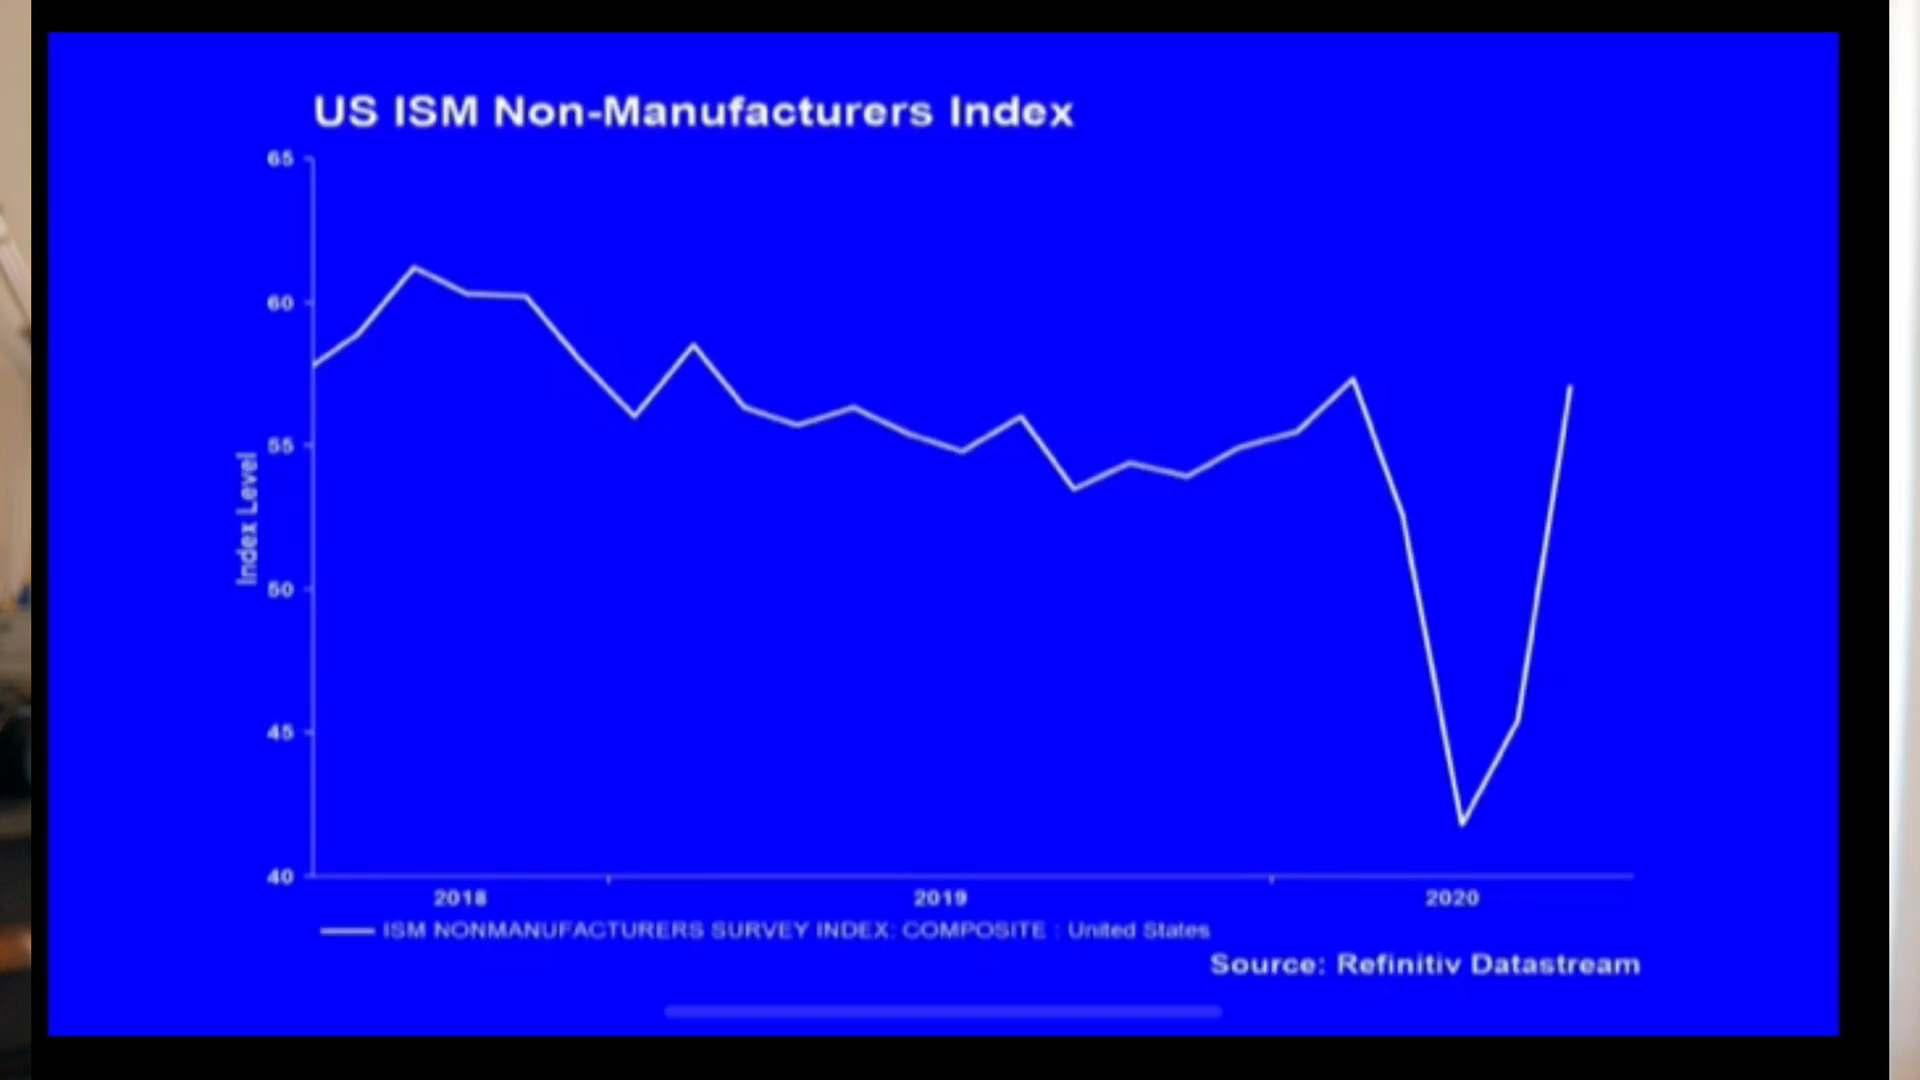 US ISM Non-Manufacturers Index
65
60
55
50
45
40
Index Level
2018 2019 2020
ISM NONMANUFACTURERS SURVEY INDEX: COMPOSITE : United States
Source: Refinitiv Datastream